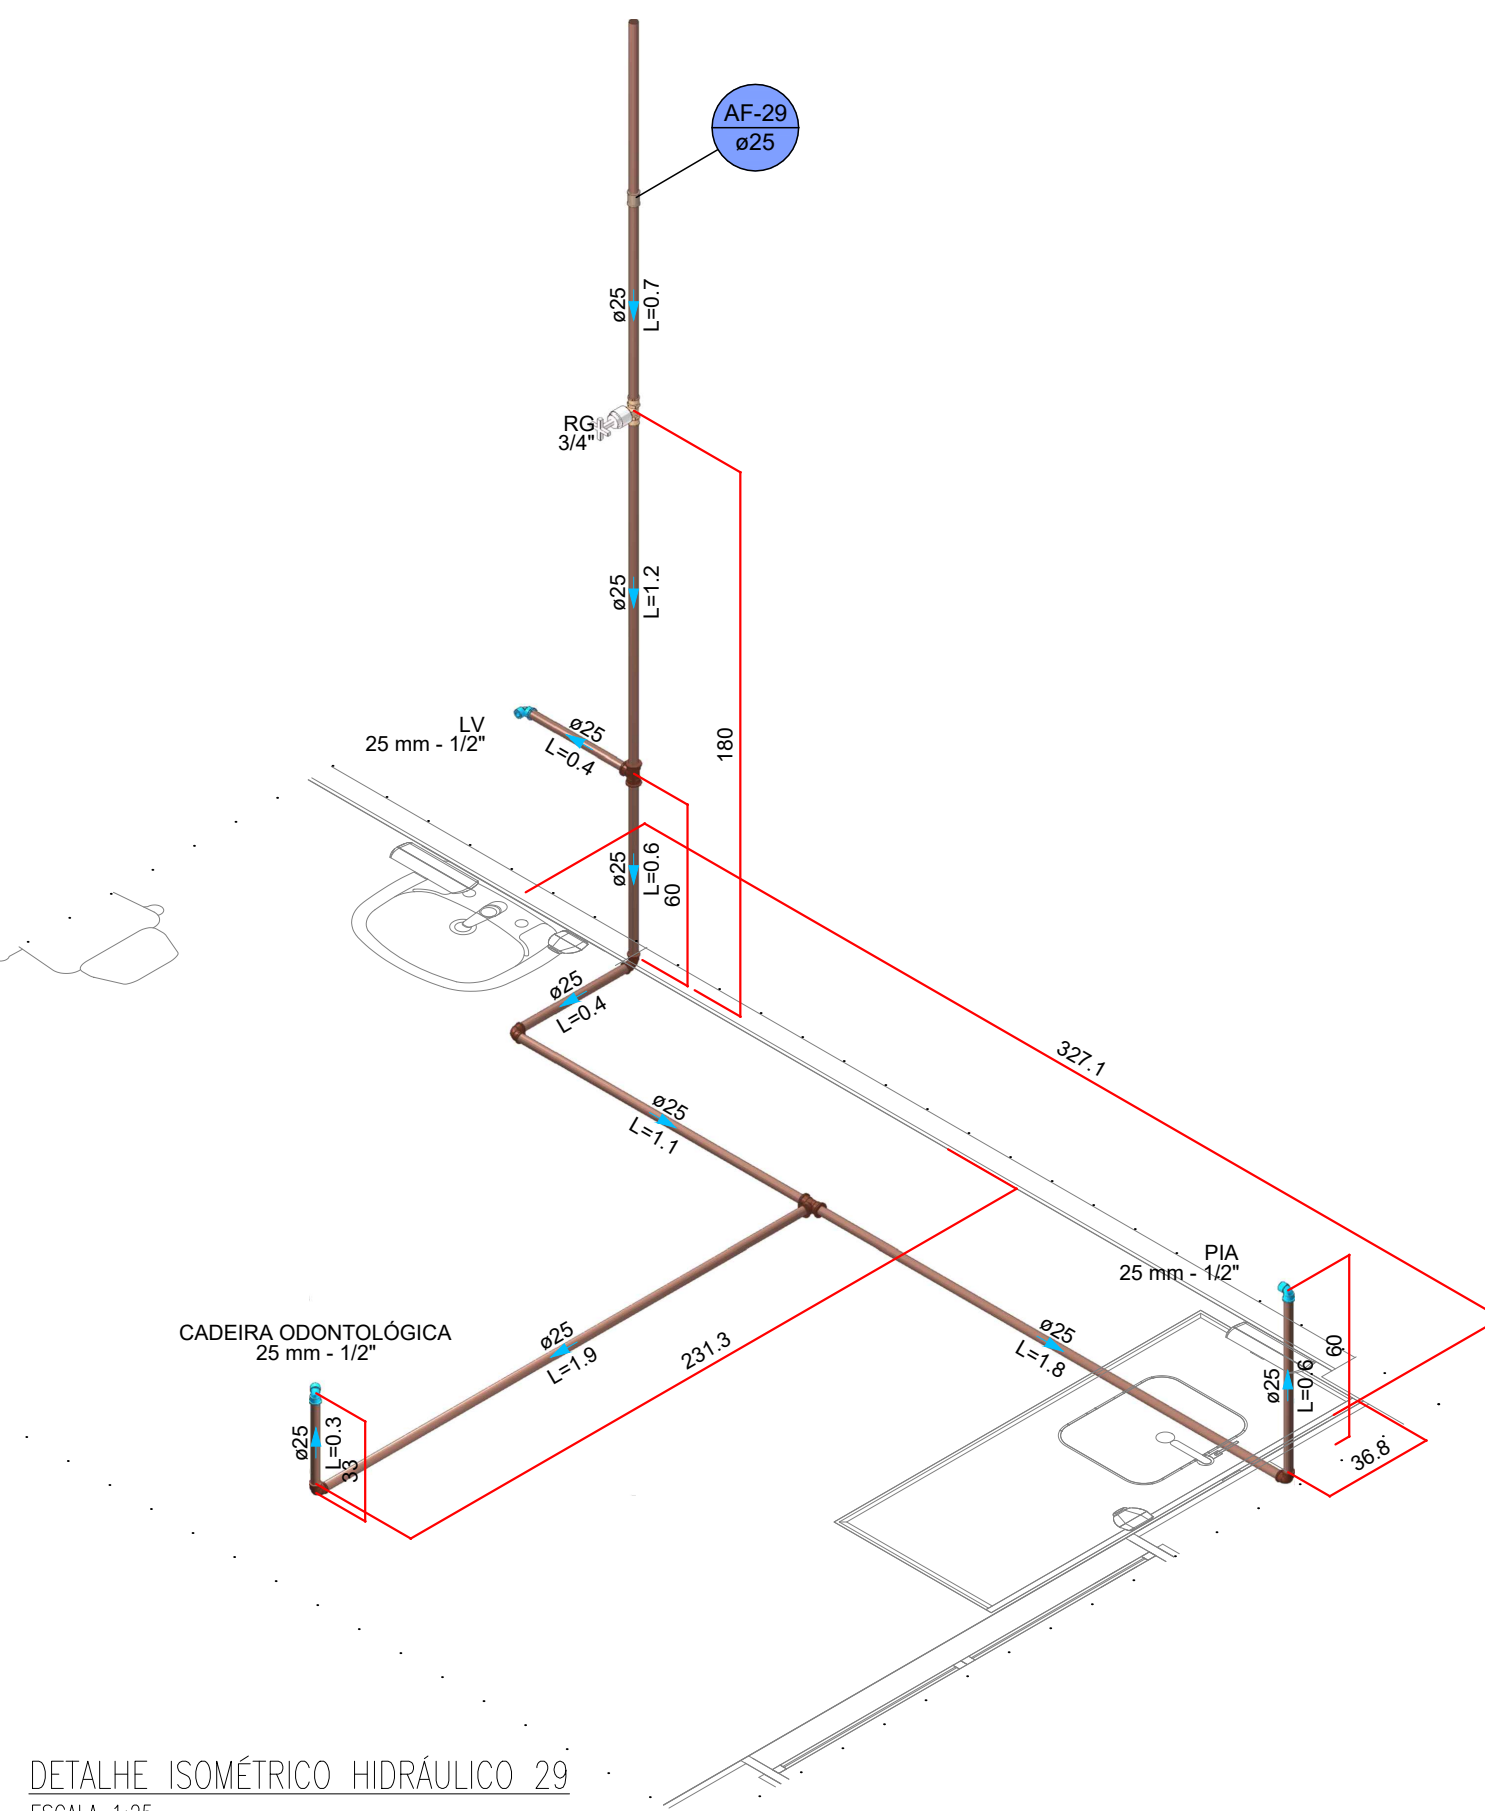 AF-29
ø25
ø25
L=0.7
RG
3/4"
ø25
L=1.2
180
LV
25 mm - 1/2"
ø25
L=0.4
ø25
L=0.6
60
ø25
L=0.4
327.1
ø25
L=1.1
PIA
25 mm - 1/2"
CADEIRA ODONTOLÓGICA
25 mm - 1/2"
ø25
L=1.9
231.3
ø25
L=1.8
60
ø25
L=0.6
ø25
L=0.3
33
36.8
DETALHE ISOMÉTRICO HIDRÁULICO 29
ESCALA 1:25